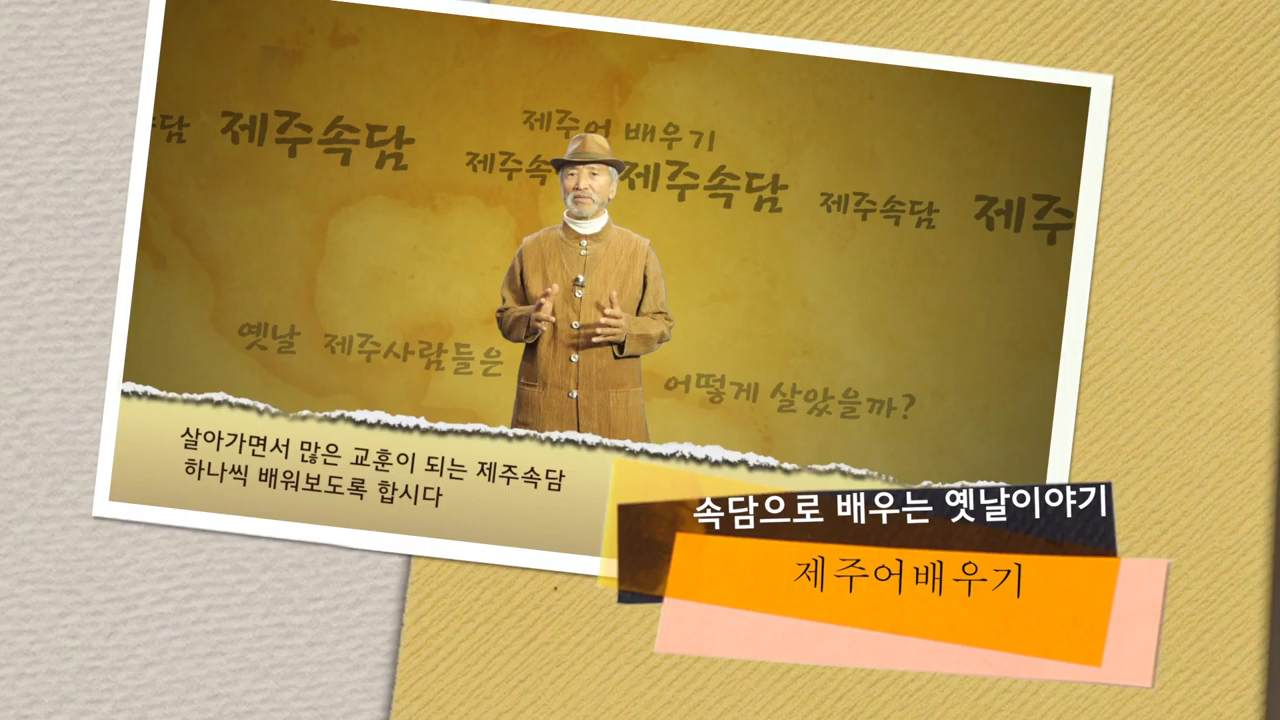 담
제주속담
제주어 배우기
제주속
제주속담
제주속담
제주
옛날 제주사람들은
어떻게 살았을까?
살아가면서 많은 교훈이 되는 제주속담
하나씩 배워보도록 합시다
속담으로 배우는 옛날이야기
제주어배우기